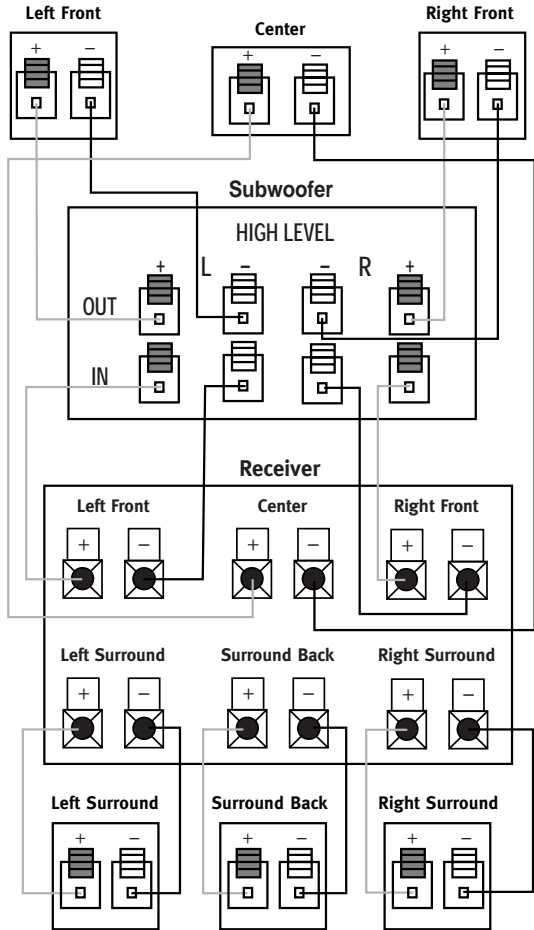 Left Front Center Right Front
+ − + − + −
Subwoofer
HIGH LEVEL
+ L − − R +
OUT
IN
Receiver
Left Front Center Right Front
+ − + − + −
Left Surround Surround Back Right Surround
+ − + − + −
Left Surround Surround Back Right Surround
+ − + − + −